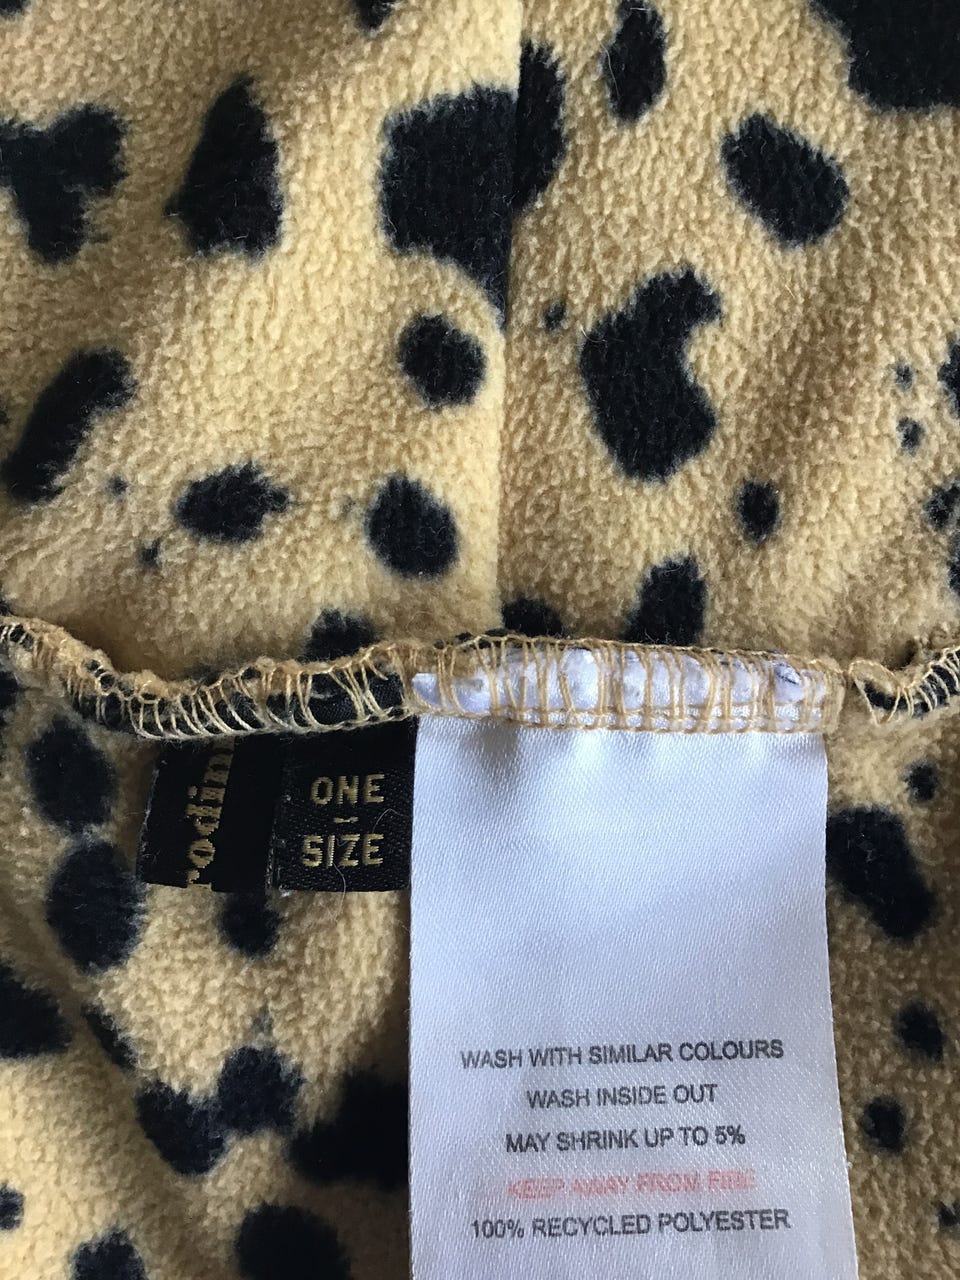 ONE
-
SIZE
WASH WITH SIMILAR COLOURS
WASH INSIDE OUT
MAY SHRINK UP TO 5%
KEEP AWAY FROM FIRE
100% RECYCLED POLYESTER